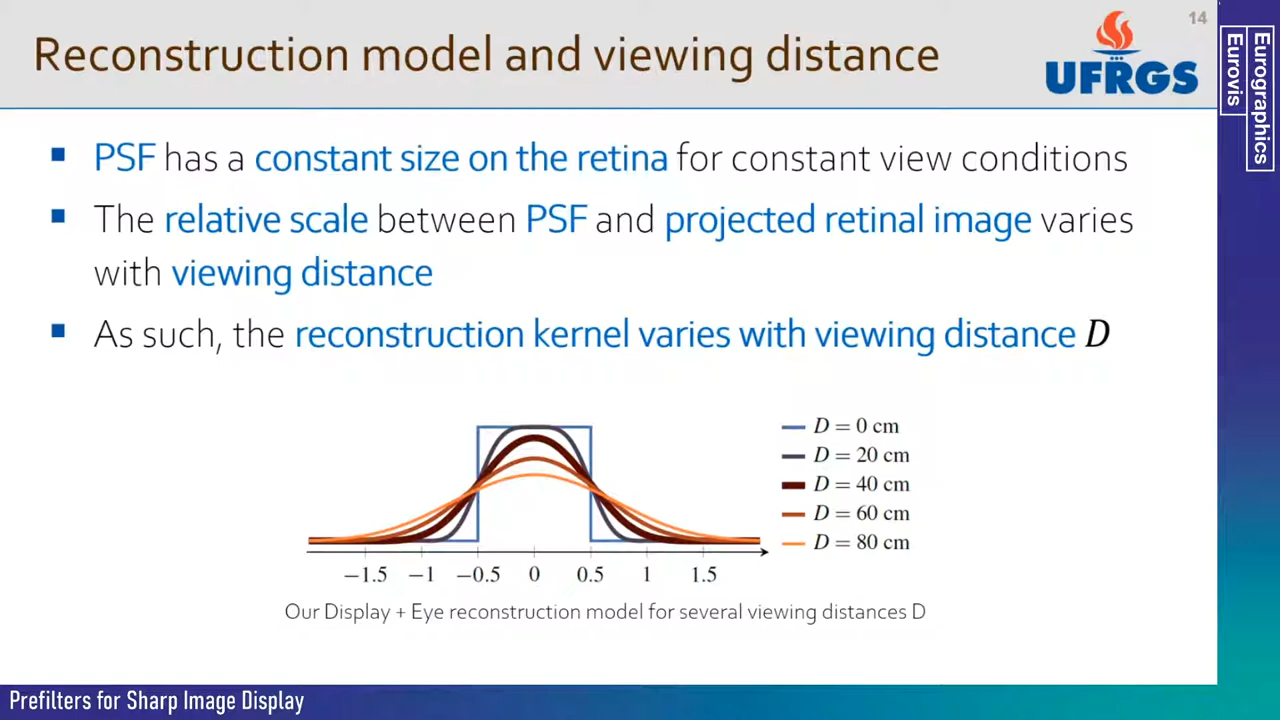 14
Reconstruction model and viewing distance
UFRGS
Eurographics
Eurovis
PSF has a constant size on the retina for constant view conditions
The relative scale between PSF and projected retinal image varies
with viewing distance
As such, the reconstruction kernel varies with viewing distance D
D = 0 cm
D = 20 cm
D = 40 cm
D = 60 cm
D = 80 cm
−1.5 −1 −0.5 0 0.5 1 1.5
Our Display + Eye reconstruction model for several viewing distances D
Prefilters for Sharp Image Display